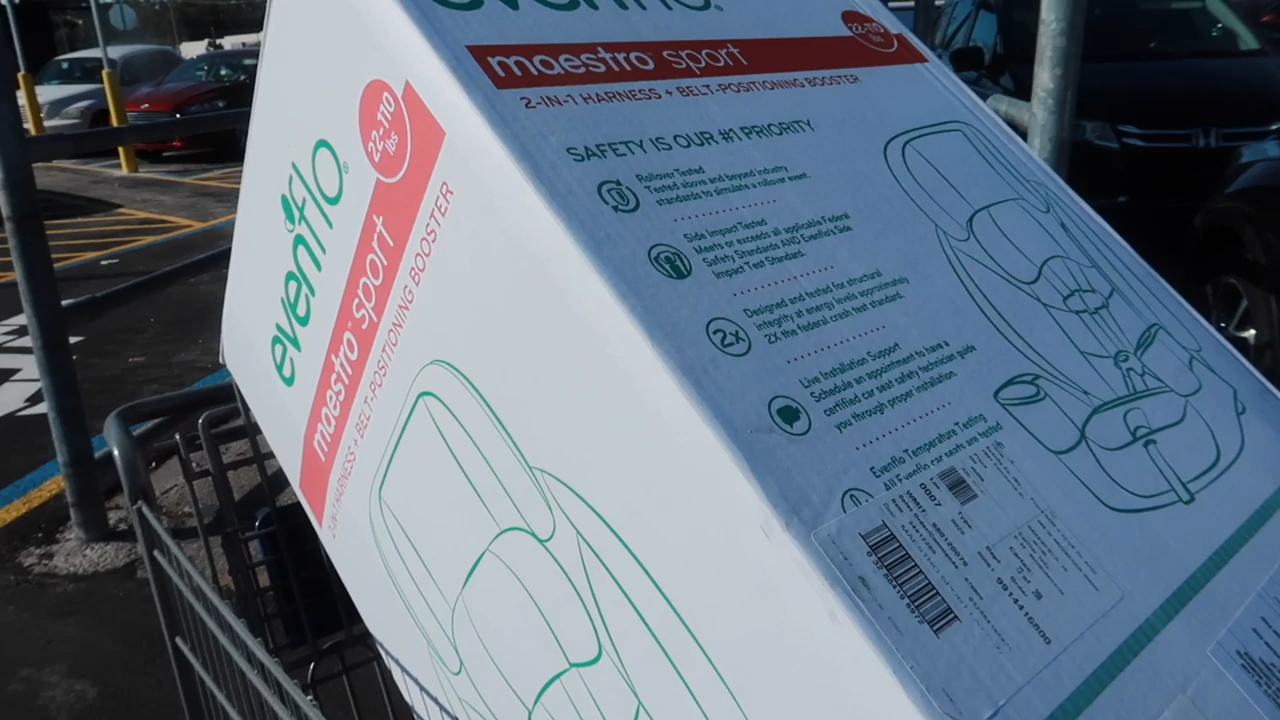 evenflo
maestro sport
22-110
lbs
2-IN-1 HARNESS + BELT-POSITIONING BOOSTER
evenflo
maestro sport
22-110
lbs
2-IN-1 HARNESS + BELT-POSITIONING BOOSTER
SAFETY IS OUR #1 PRIORITY
Rollover Tested
Tested above and beyond industry
standards to simulate a rollover event.
Side Impact Tested
Meets or exceeds all applicable Federal
Safety Standards AND Evenflo's Side
Impact Test Standard.
2x
Designed and tested for structural
integrity at energy levels approximately
2X the federal crash test standard.
Live Installation Support
Schedule an appointment to have a
certified car seat safety technician guide
you through proper installation.
Evenflo Temperature Testing
All Evenflo car seats are tested
0007
9914416800